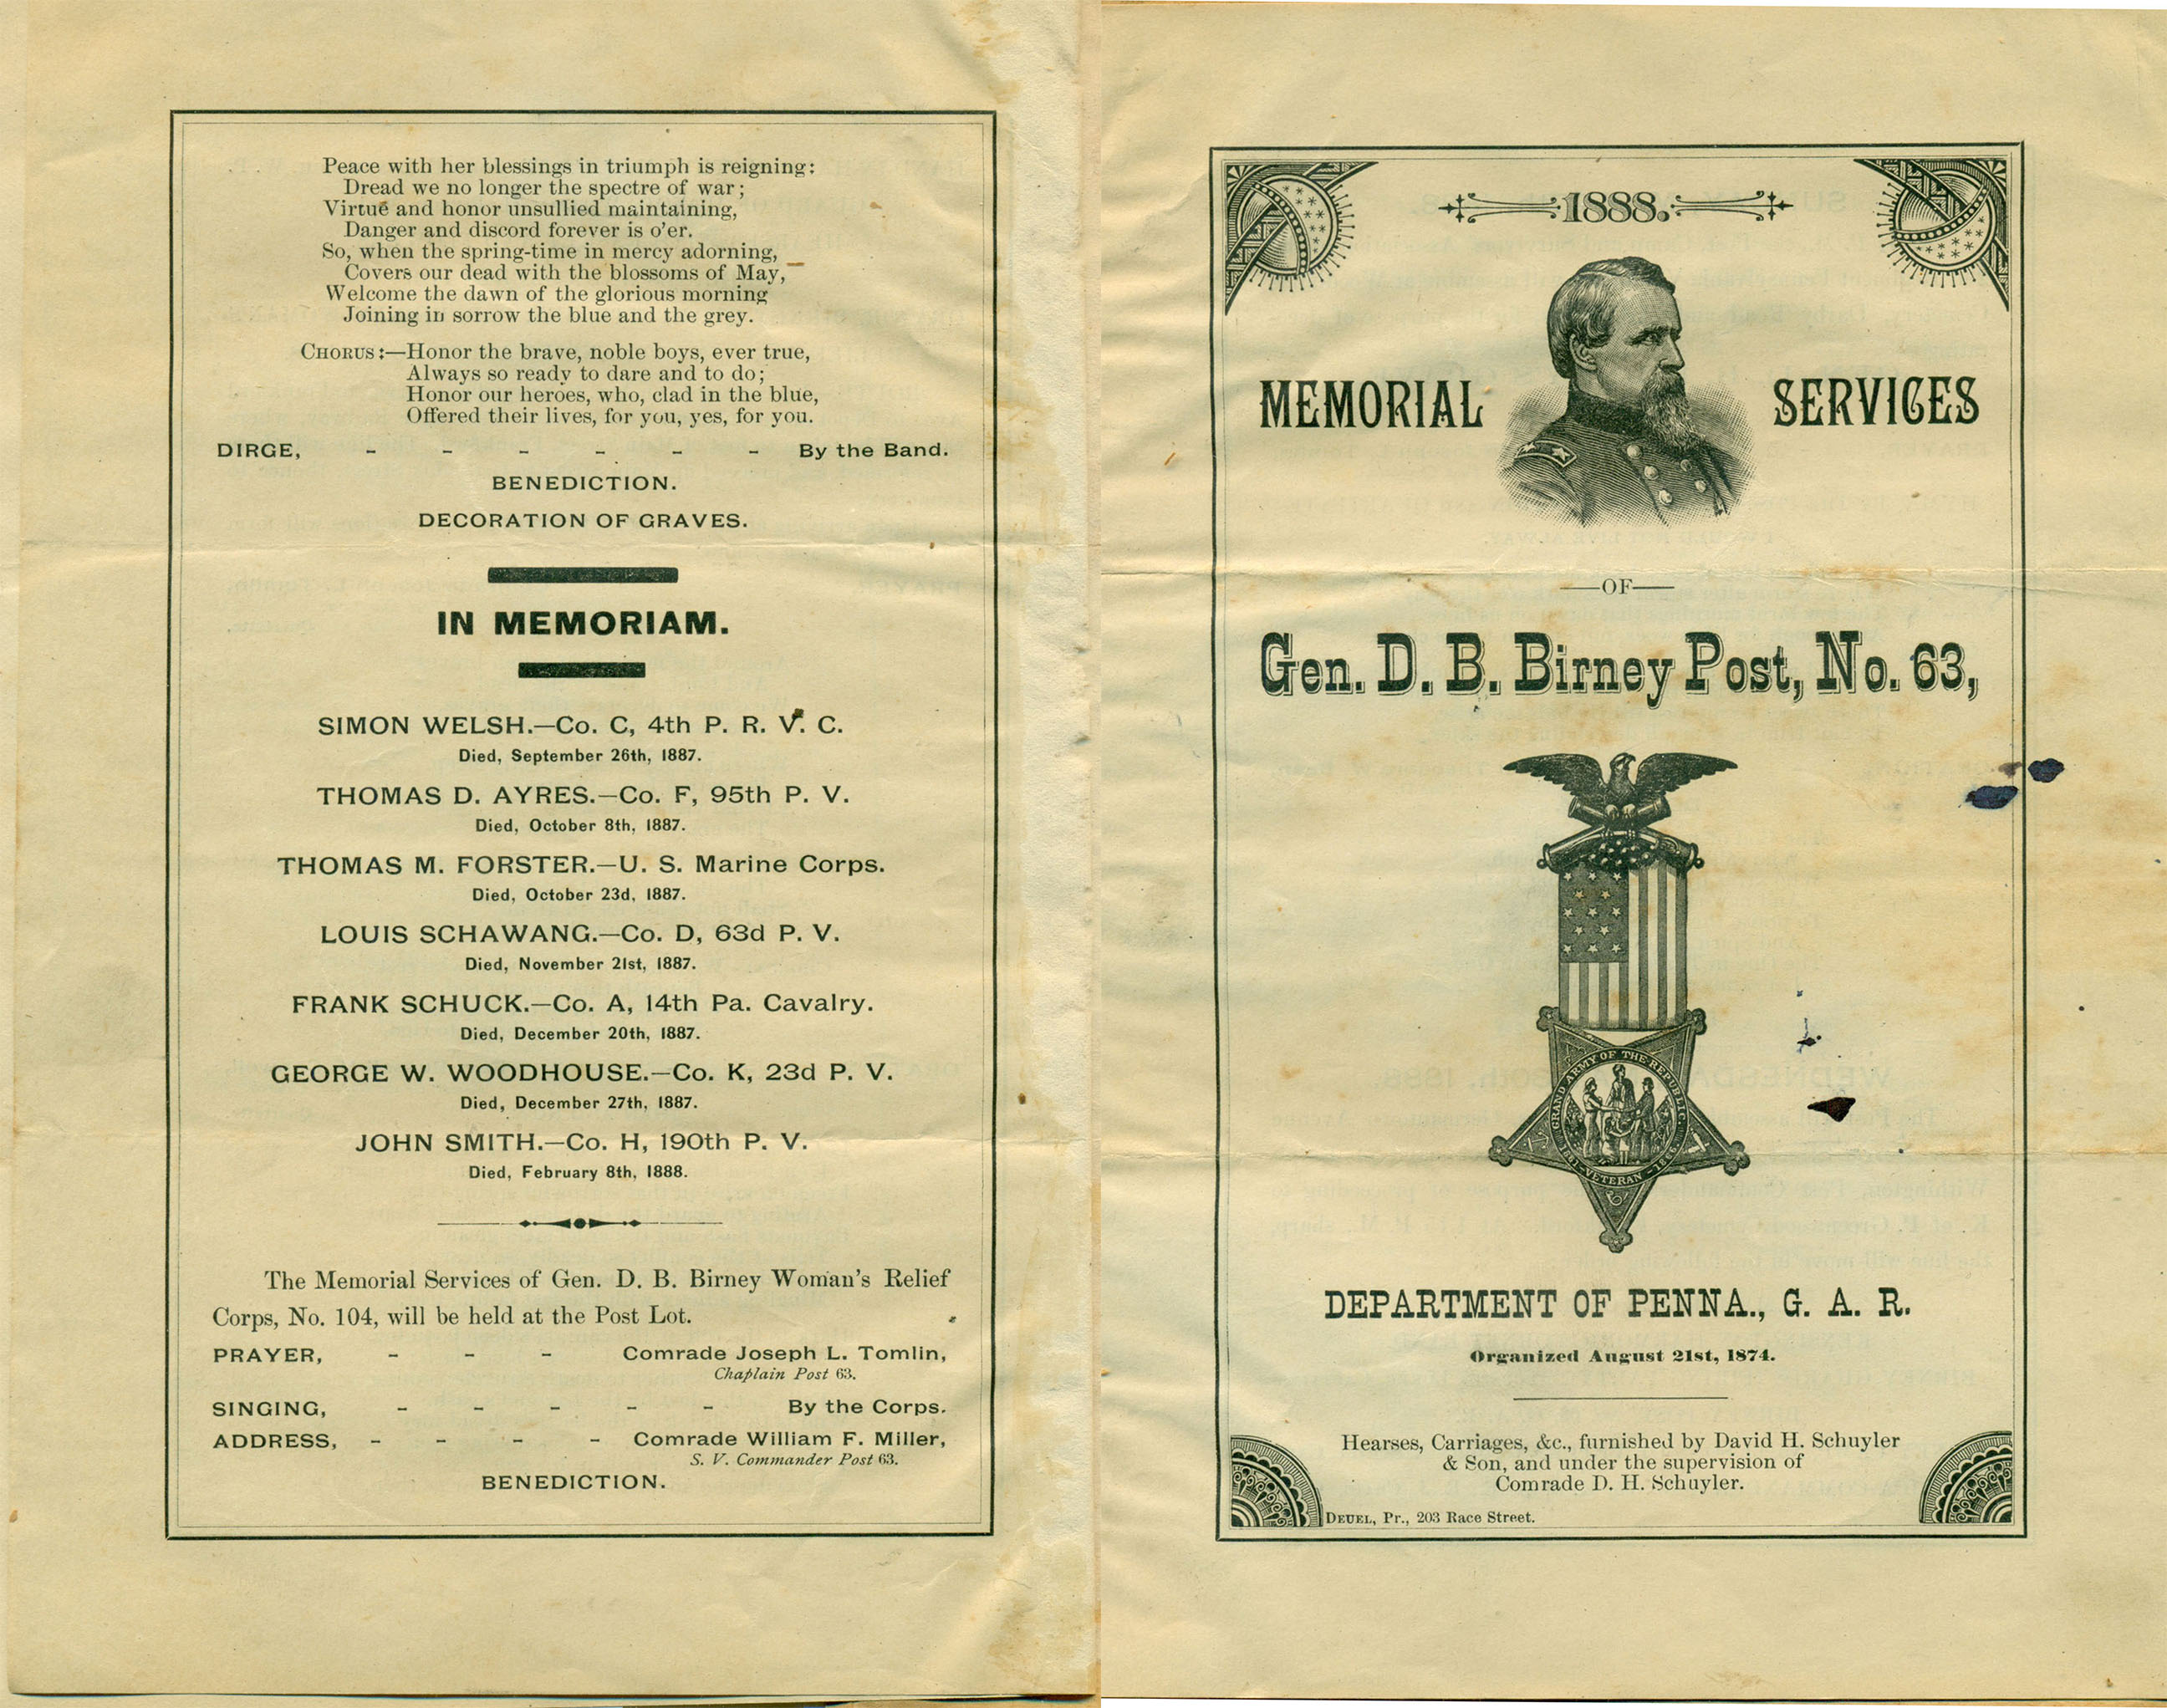 Peace with her blessings in triumph is reigning:
Dread we no longer the spectre of war;
Virtue and honor unsullied maintaining,
Danger and discord forever is o'er.
So, when the spring-time in mercy adorning,
Covers our dead with the blossoms of May,
Welcome the dawn of the glorious morning
Joining in sorrow the blue and the grey.
CHORUS:—Honor the brave, noble boys, ever true,
Always so ready to dare and to do;
Honor our heroes, who, clad in the blue,
Offered their lives, for you, yes, for you.
DIRGE, - - - - - - By the Band.
BENEDICTION.
DECORATION OF GRAVES.
IN MEMORIAM.
SIMON WELSH.—Co. C, 4th P. R. V. C.
Died, September 26th, 1887.
THOMAS D. AYRES.—Co. F, 95th P. V.
Died, October 8th, 1887.
THOMAS M. FORSTER.—U. S. Marine Corps.
Died, October 23d, 1887.
LOUIS SCHAWANG.—Co. D, 63d P. V.
Died, November 21st, 1887.
FRANK SCHUCK.—Co. A, 14th Pa. Cavalry.
Died, December 20th, 1887.
GEORGE W. WOODHOUSE.—Co. K, 23d P. V.
Died, December 27th, 1887.
JOHN SMITH.—Co. H, 190th P. V.
Died, February 8th, 1888.
The Memorial Services of Gen. D. B. Birney Woman's Relief
Corps, No. 104, will be held at the Post Lot.
PRAYER, - - - Comrade Joseph L. Tomlin,
Chaplain Post 63.
SINGING, - - - - - By the Corps.
ADDRESS, - - - - Comrade William F. Miller,
S. V. Commander Post 63.
BENEDICTION.
1888.
MEMORIAL SERVICES
—OF—
Gen. D. B. Birney Post, No. 63,
GRAND ARMY OF THE REPUBLIC
1861 - VETERAN - 1866
DEPARTMENT OF PENNA., G. A. R.
Organized August 21st, 1874.
Hearses, Carriages, &c., furnished by David H. Schuyler
& Son, and under the supervision of
Comrade D. H. Schuyler.
DEUEL, Pr., 203 Race Street.